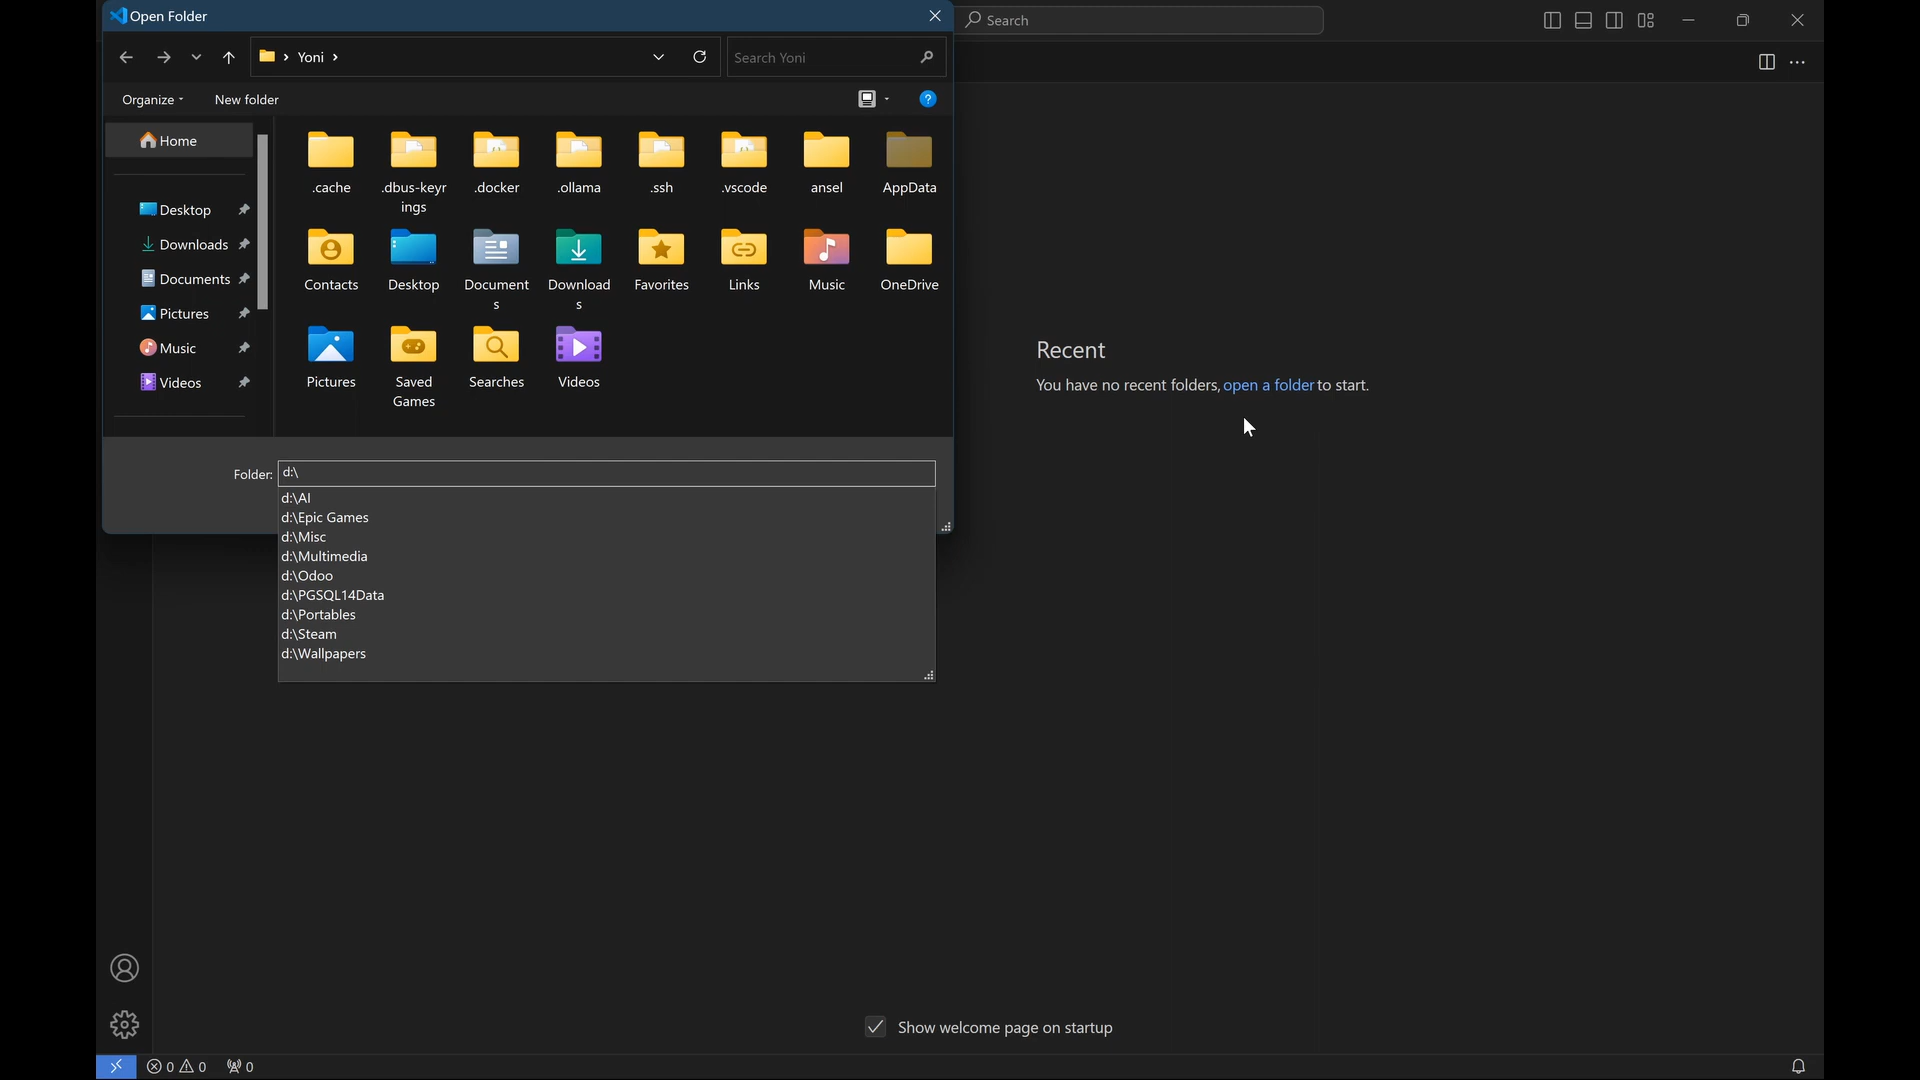 Open Folder
Search
Yoni
Search Yoni
Organize
New folder
Home
Desktop
Downloads
Documents
Pictures
Music
Videos
.cache
.dbus-keyr
ings
.docker
.ollama
.ssh
.vscode
ansel
AppData
Contacts
Desktop
Document
s
Download
s
Favorites
Links
Music
OneDrive
Pictures
Saved
Games
Searches
Videos
Folder: d:\
d:\AI
d:\Epic Games
d:\Misc
d:\Multimedia
d:\Odoo
d:\PGSQL14Data
d:\Portables
d:\Steam
d:\Wallpapers
Recent
You have no recent folders, open a folder to start.
Show welcome page on startup
0 0 0